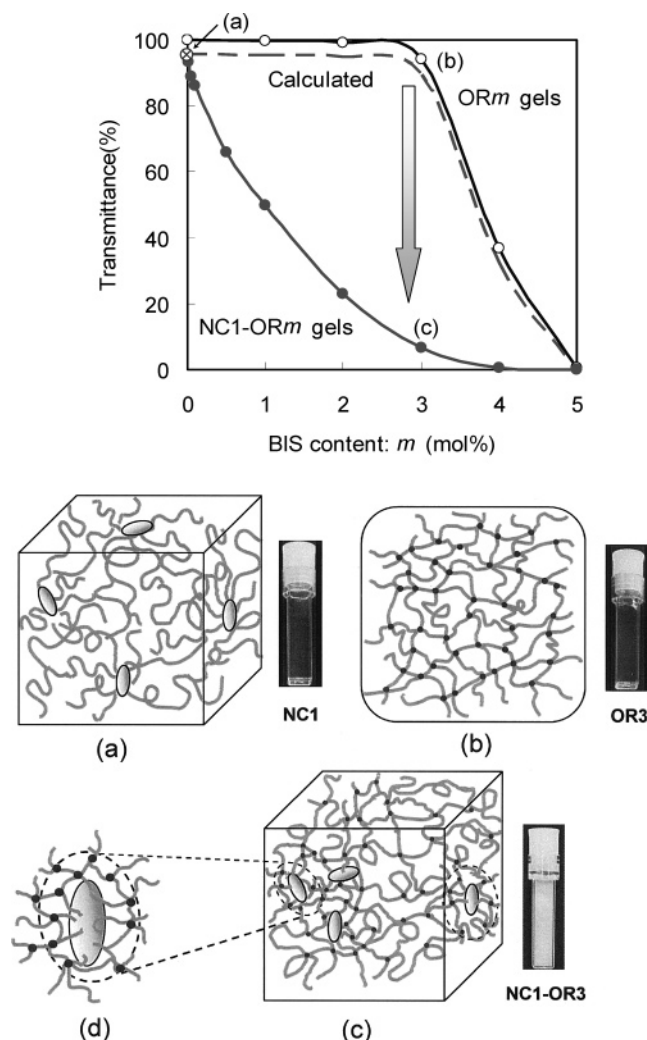 (a)
100
80
60
40
20
0
Transmittance(%)
Calculated
(b)
ORm gels
NC1-ORm gels
(c)
0 1 2 3 4 5
BIS content: m (mol%)
NC1
OR3
(a)
(b)
NC1-OR3
(d)
(c)